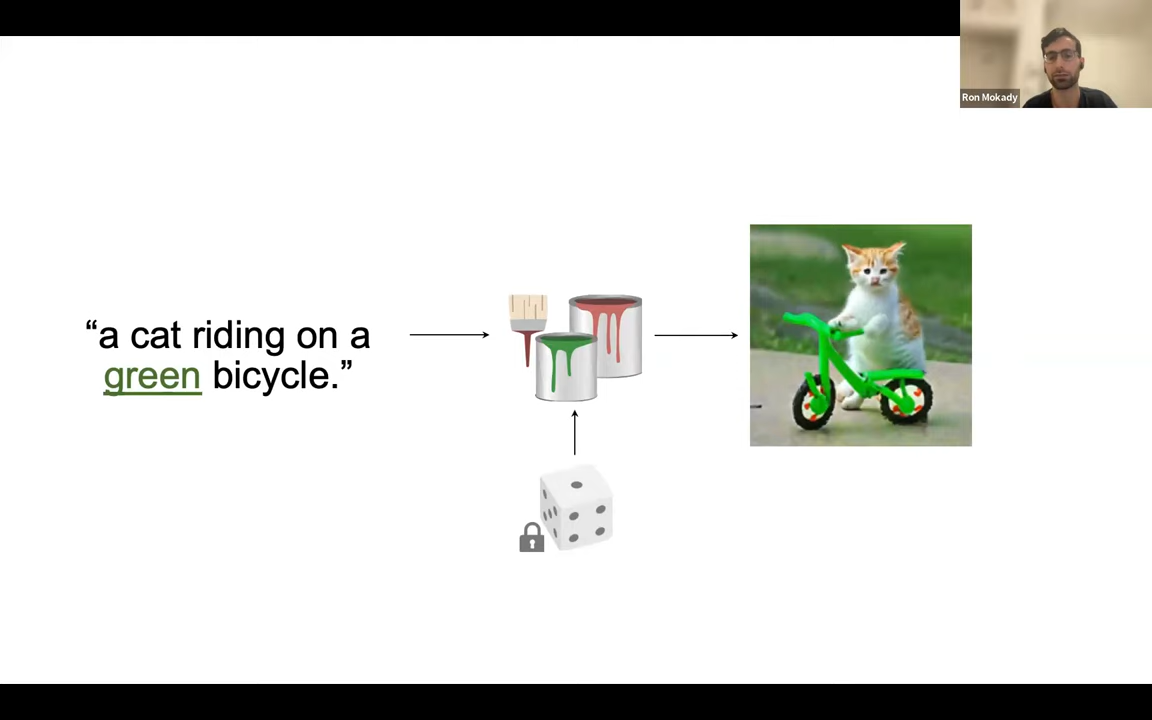 Ron Mokady
“a cat riding on a
green bicycle.”